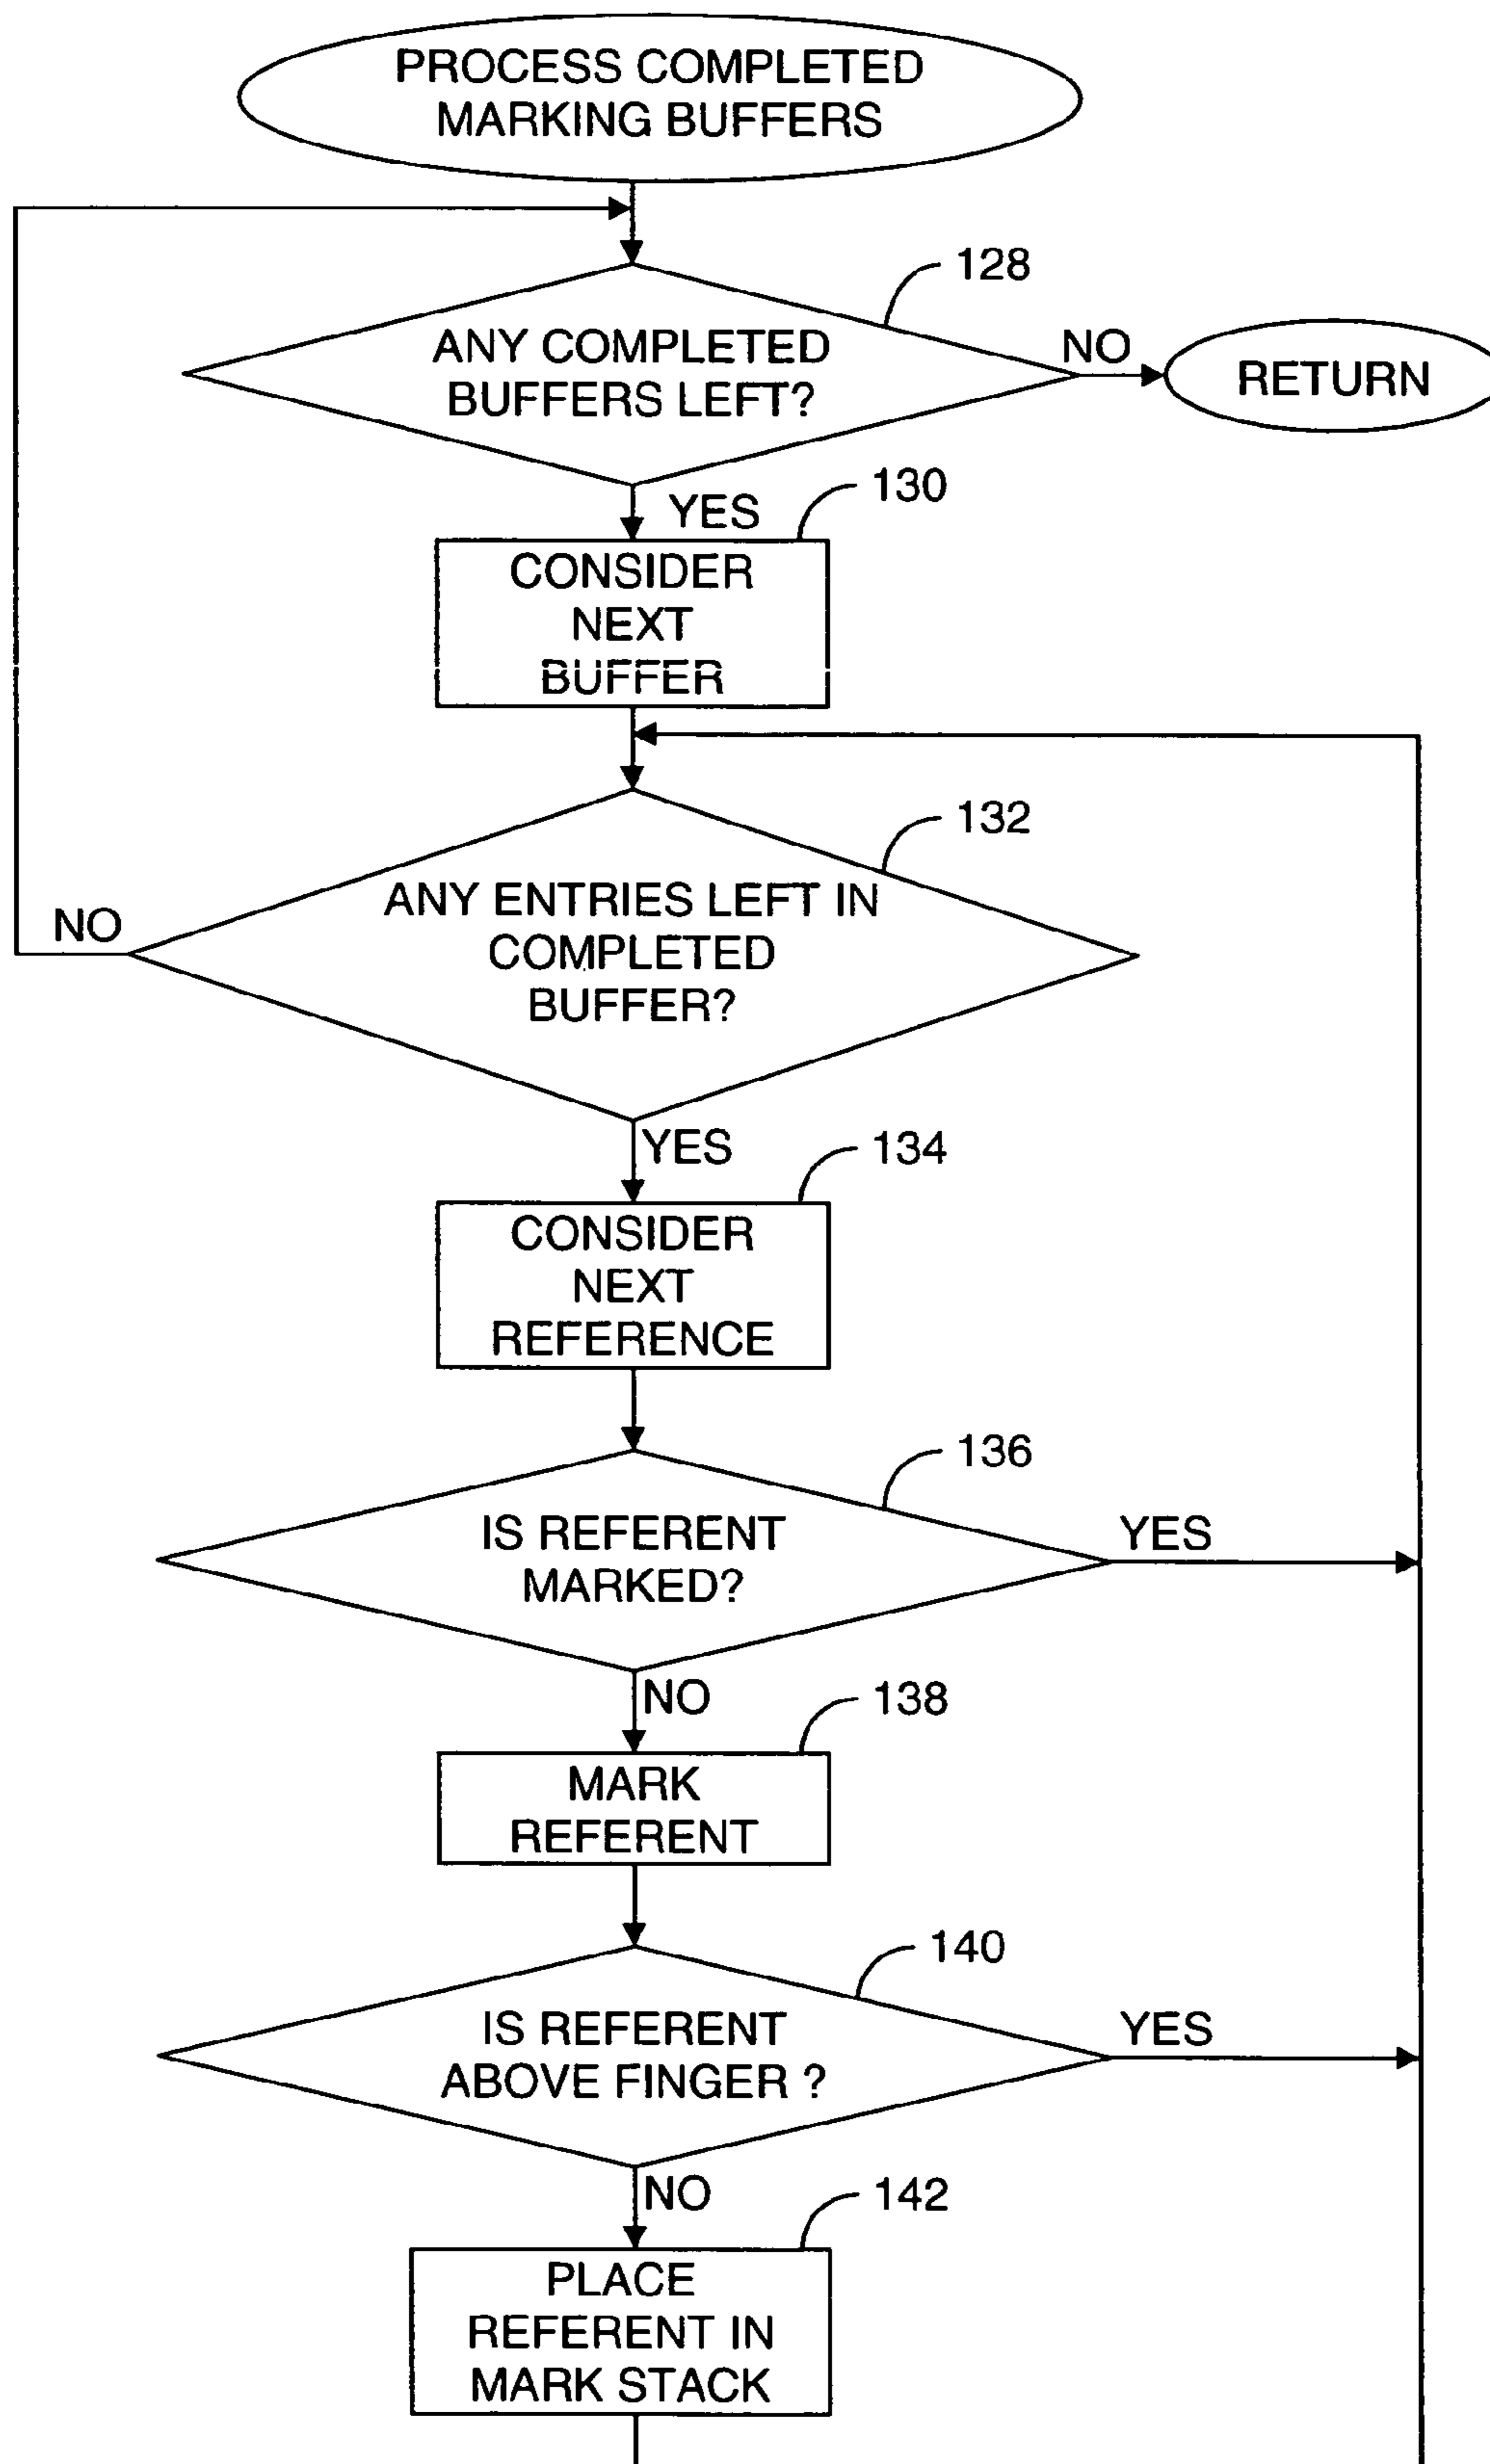 PROCESS COMPLETED
MARKING BUFFERS
128
ANY COMPLETED
BUFFERS LEFT?
NO
RETURN
YES
130
CONSIDER
NEXT
BUFFER
132
ANY ENTRIES LEFT IN
COMPLETED
BUFFER?
NO
YES
134
CONSIDER
NEXT
REFERENCE
136
IS REFERENT
MARKED?
YES
NO
138
MARK
REFERENT
140
IS REFERENT
ABOVE FINGER ?
YES
NO
142
PLACE
REFERENT IN
MARK STACK